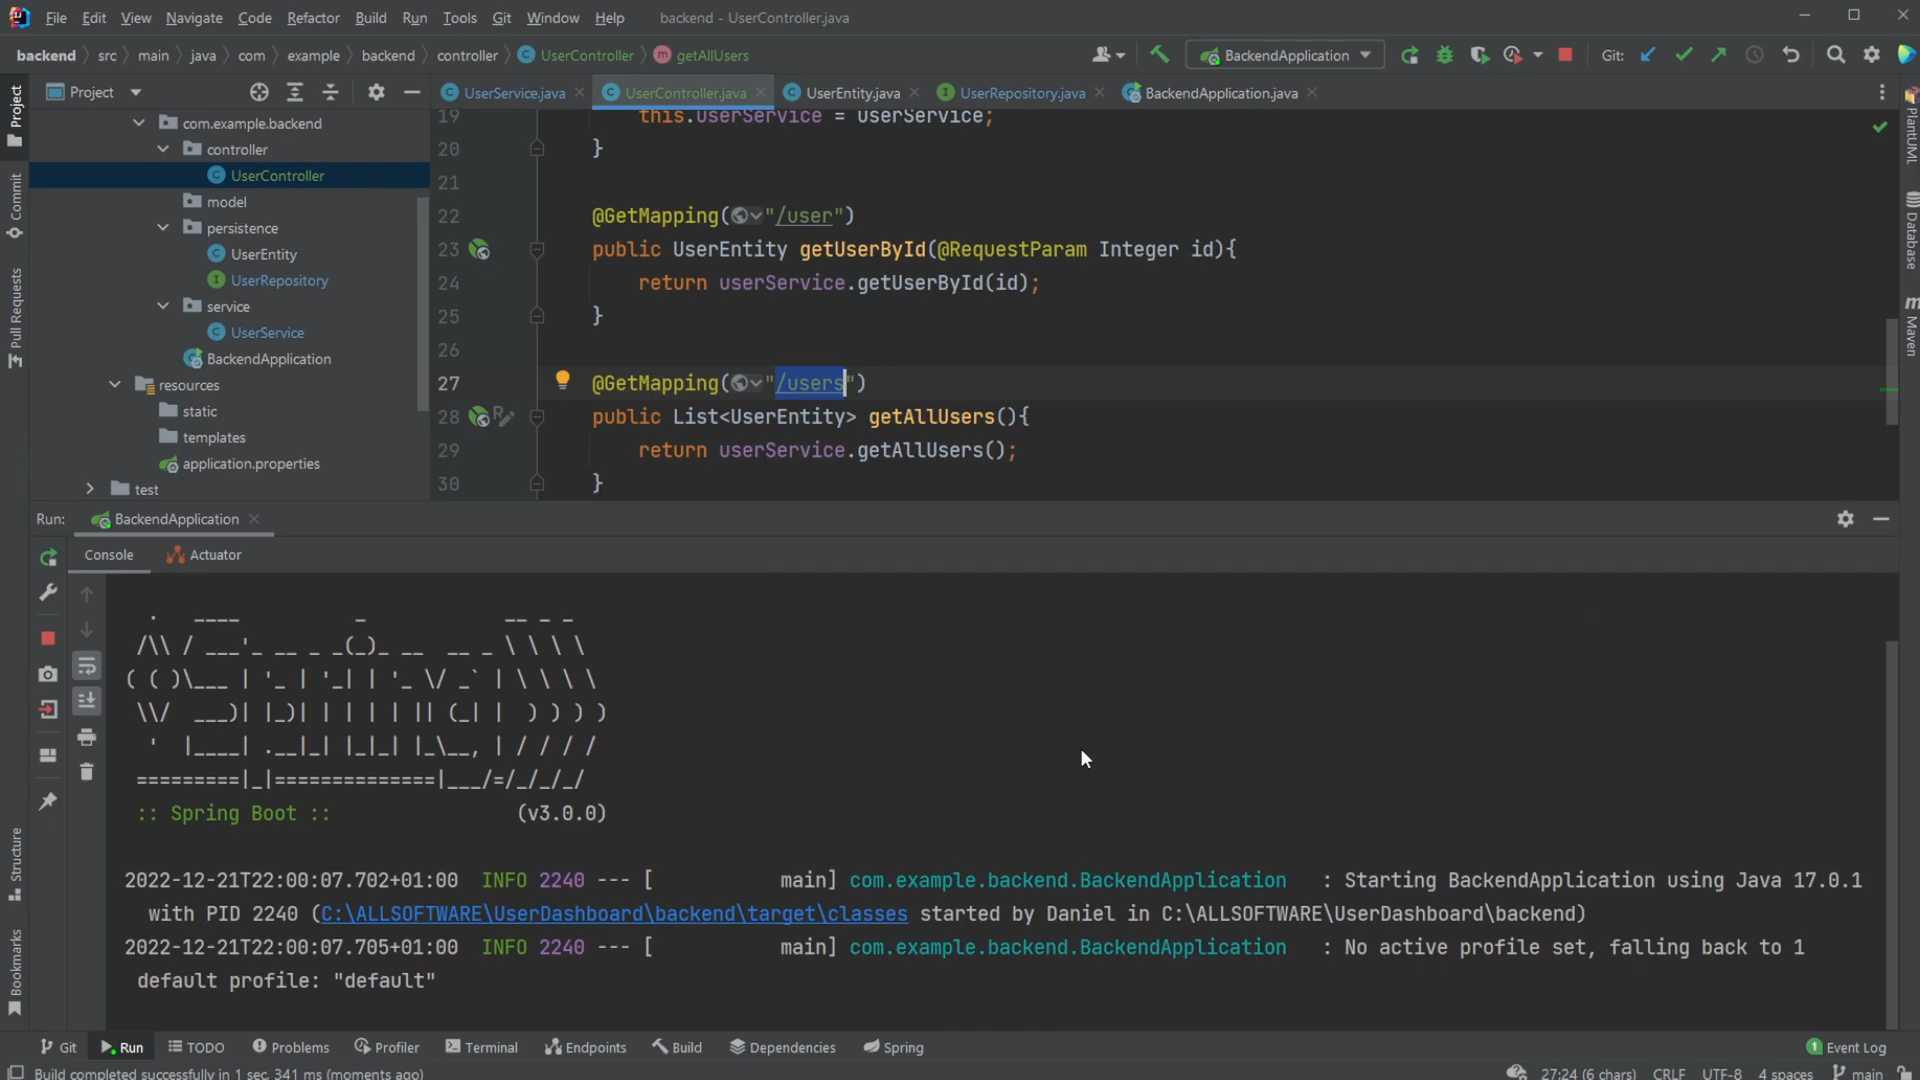 File Edit View Navigate Code Refactor Build Run Tools Git Window Help backend - UserController.java
backend src main java com example backend controller UserController getAllUsers BackendApplication Git:
Project UserService.java UserController.java UserEntity.java UserRepository.java BackendApplication.java
Project
Commit
Pull Requests
Structure
Bookmarks
com.example.backend
controller
UserController
model
persistence
UserEntity
UserRepository
service
UserService
BackendApplication
resources
static
templates
application.properties
test
19 this.userService = userService;
20 }
21
22 @GetMapping("/user")
23 public UserEntity getUserById(@RequestParam Integer id){
24 return userService.getUserById(id);
25 }
26
27 @GetMapping("/users")
28 public List<UserEntity> getAllUsers(){
29 return userService.getAllUsers();
30 }
PlantUML
Database
Maven
Run: BackendApplication
Console Actuator
:: Spring Boot :: (v3.0.0)
2022-12-21T22:00:07.702+01:00 INFO 2240 --- [ main] com.example.backend.BackendApplication : Starting BackendApplication using Java 17.0.1
with PID 2240 (C:\ALLSOFTWARE\UserDashboard\backend\target\classes started by Daniel in C:\ALLSOFTWARE\UserDashboard\backend)
2022-12-21T22:00:07.705+01:00 INFO 2240 --- [ main] com.example.backend.BackendApplication : No active profile set, falling back to 1
default profile: "default"
Git Run TODO Problems Profiler Terminal Endpoints Build Dependencies Spring 1 Event Log
Build completed successfully in 1 sec, 341 ms (moments ago) 27:24 (6 chars) CRLF UTF-8 4 spaces main